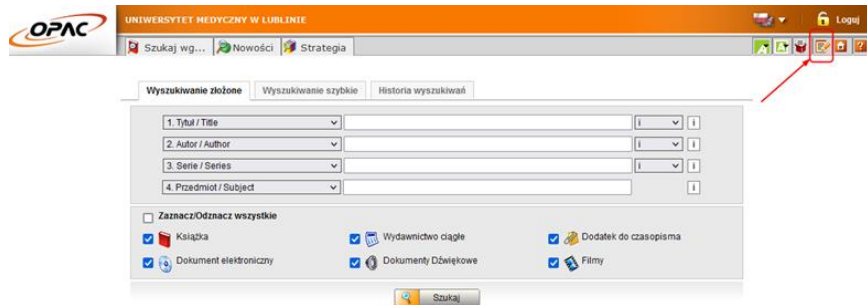 OPAC
UNIWERSYTET MEDYCZNY W LUBLINIE
Loguj
Szukaj wg... Nowości Strategia
A A ?
Wyszukiwanie złożone Wyszukiwanie szybkie Historia wyszukiwań
1. Tytuł / Title i i
2. Autor / Author i i
3. Serie / Series i i
4. Przedmiot / Subject i
Zaznacz/Odznacz wszystkie
Książka Wydawnictwo ciągłe Dodatek do czasopisma
Dokument elektroniczny Dokumenty Dźwiękowe Filmy
Szukaj